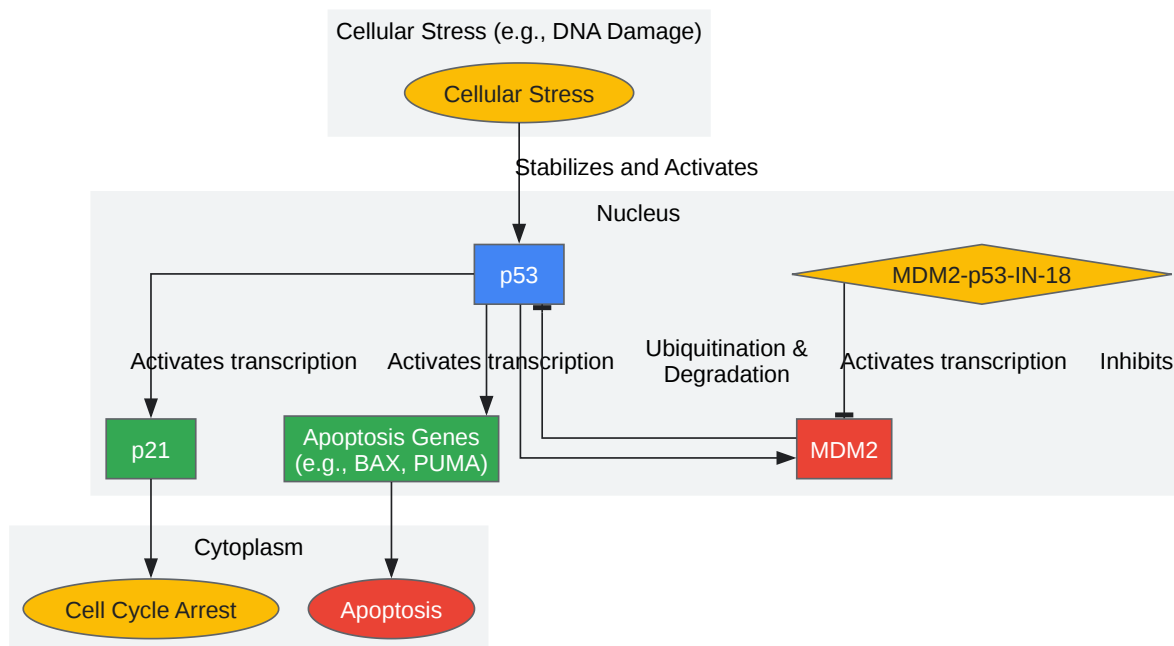 Cellular Stress (e.g., DNA Damage)
Cellular Stress
Stabilizes and Activates
Nucleus
p53
MDM2-p53-IN-18
Activates transcription
Activates transcription
Ubiquitination &
Degradation
Activates transcription
Inhibits
p21
Apoptosis Genes
(e.g., BAX, PUMA)
MDM2
Cytoplasm
Cell Cycle Arrest
Apoptosis